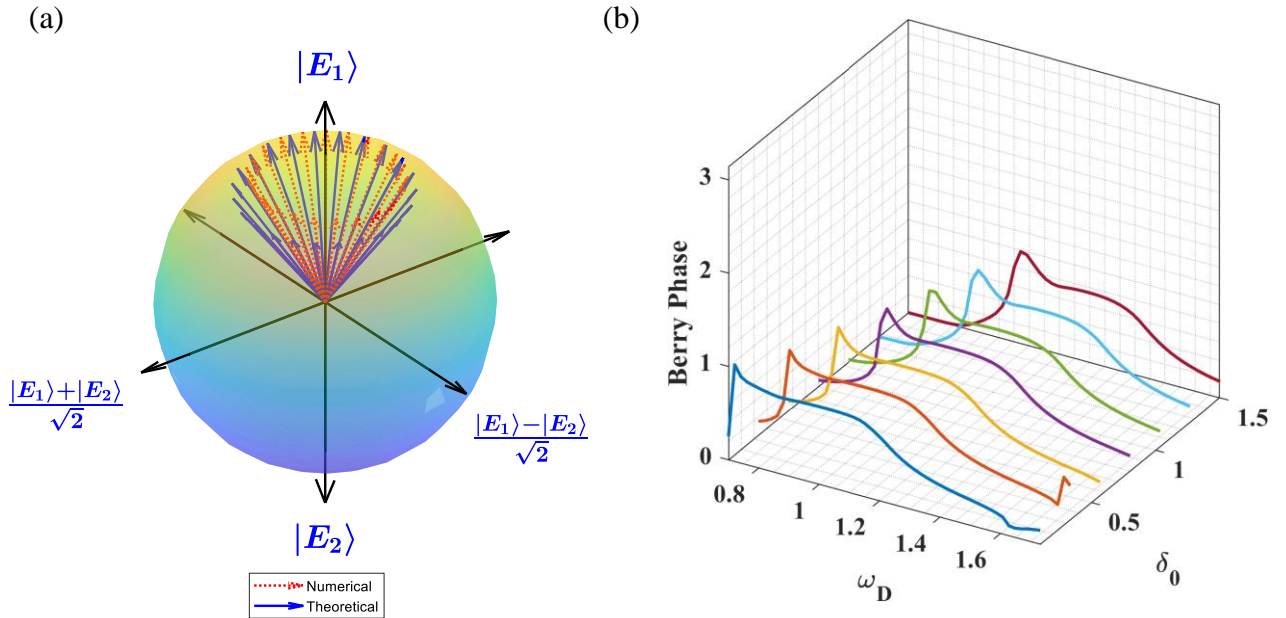 (a)
|E₁⟩
|E₁⟩+|E₂⟩
√2
|E₁⟩−|E₂⟩
√2
|E₂⟩
Numerical
Theoretical
(b)
Berry Phase
3
2
1
0
0.8
1
1.2
1.4
1.6
ω_D
0.5
1
1.5
δ₀